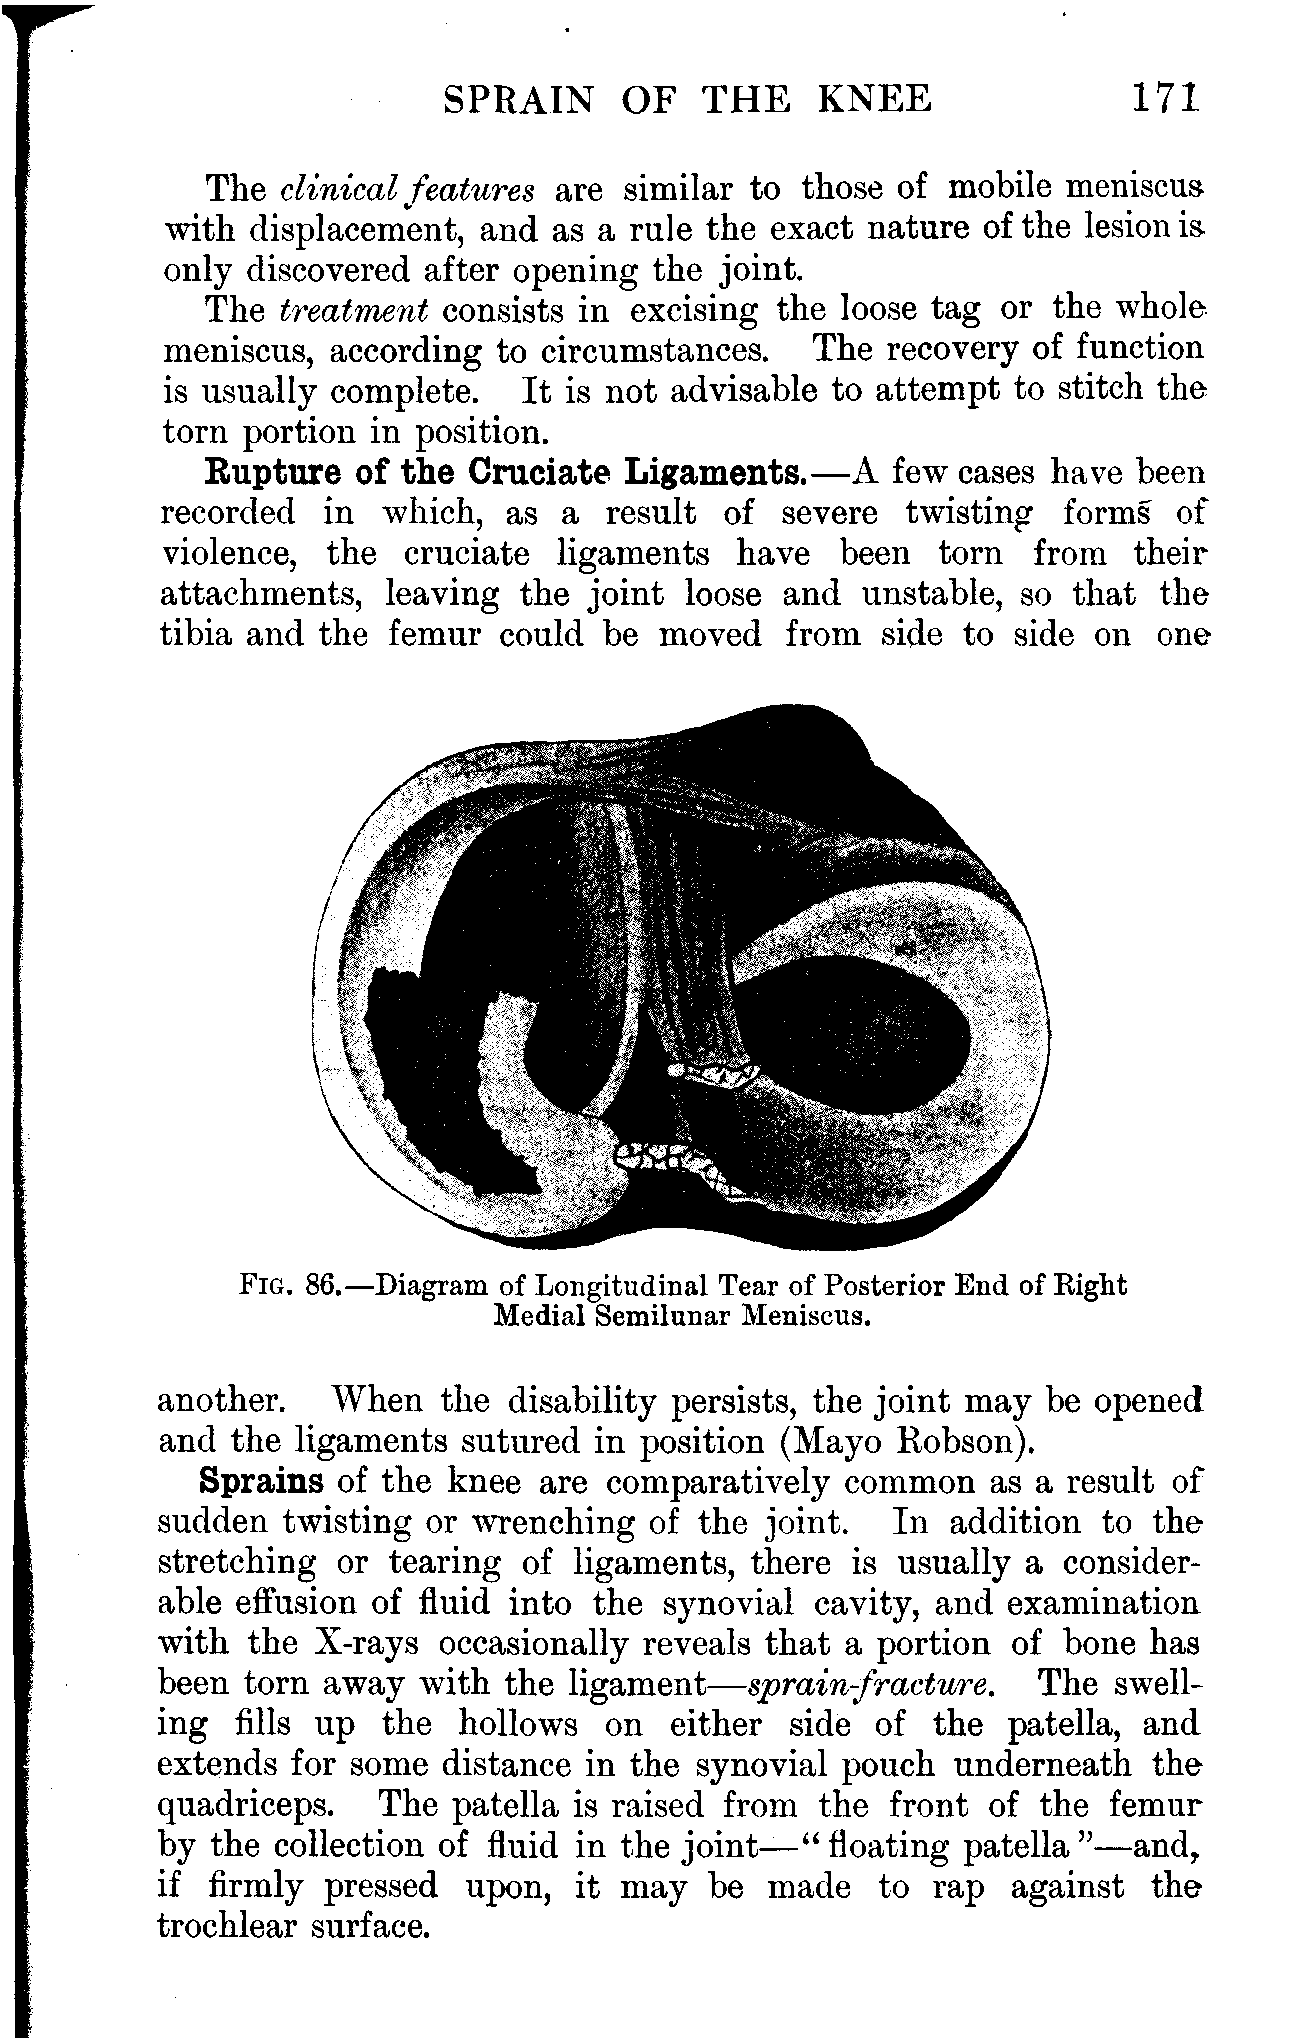 SPRAIN OF THE KNEE 171
The clinical features are similar to those of mobile meniscus
with displacement, and as a rule the exact nature of the lesion is
only discovered after opening the joint.
The treatment consists in excising the loose tag or the whole
meniscus, according to circumstances. The recovery of function
is usually complete. It is not advisable to attempt to stitch the
torn portion in position.
Rupture of the Cruciate Ligaments.—A few cases have been
recorded in which, as a result of severe twisting forms of
violence, the cruciate ligaments have been torn from their
attachments, leaving the joint loose and unstable, so that the
tibia and the femur could be moved from side to side on one
FIG. 86.—Diagram of Longitudinal Tear of Posterior End of Right
Medial Semilunar Meniscus.
another. When the disability persists, the joint may be opened
and the ligaments sutured in position (Mayo Robson).
Sprains of the knee are comparatively common as a result of
sudden twisting or wrenching of the joint. In addition to the
stretching or tearing of ligaments, there is usually a consider-
able effusion of fluid into the synovial cavity, and examination
with the X-rays occasionally reveals that a portion of bone has
been torn away with the ligament—sprain-fracture. The swell-
ing fills up the hollows on either side of the patella, and
extends for some distance in the synovial pouch underneath the
quadriceps. The patella is raised from the front of the femur
by the collection of fluid in the joint—“floating patella”—and,
if firmly pressed upon, it may be made to rap against the
trochlear surface.